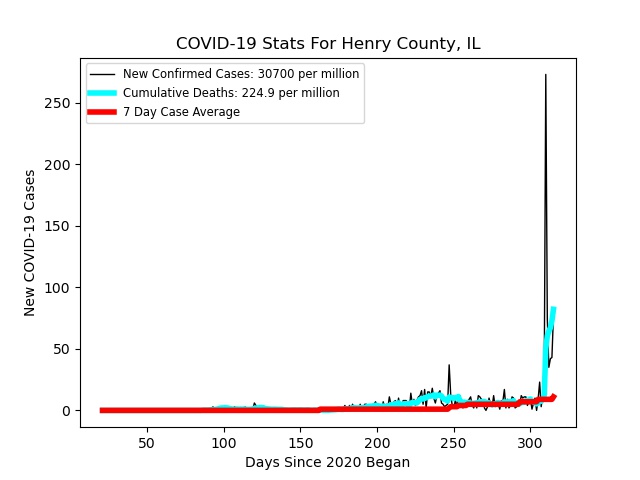 COVID-19 Stats For Henry County, IL
New Confirmed Cases: 30700 per million
Cumulative Deaths: 224.9 per million
7 Day Case Average
New COVID-19 Cases
250
200
150
100
50
0
50 100 150 200 250 300
Days Since 2020 Began